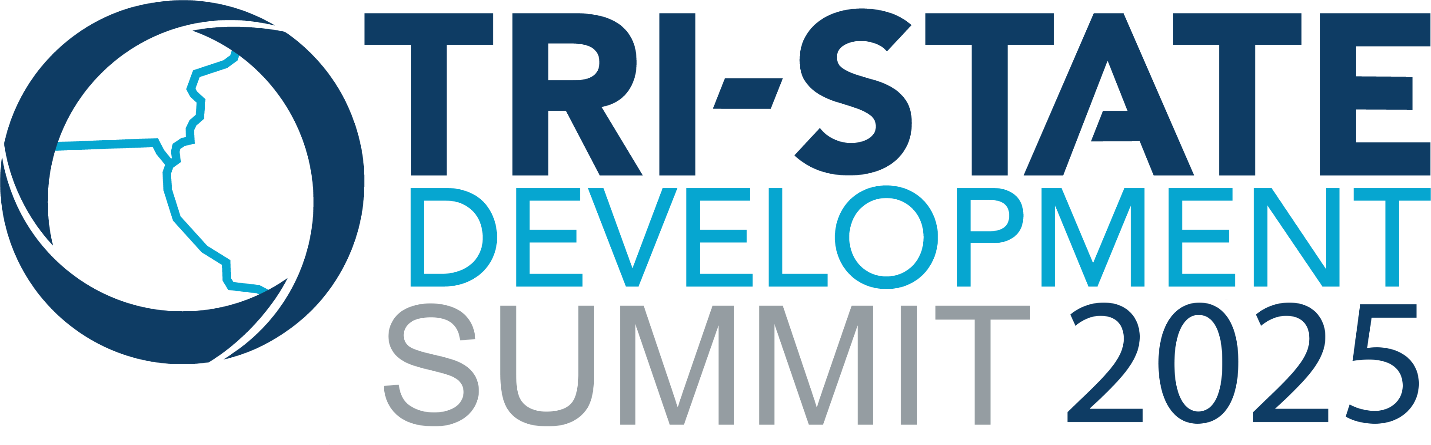 TRI-STATE
DEVELOPMENT
SUMMIT 2025